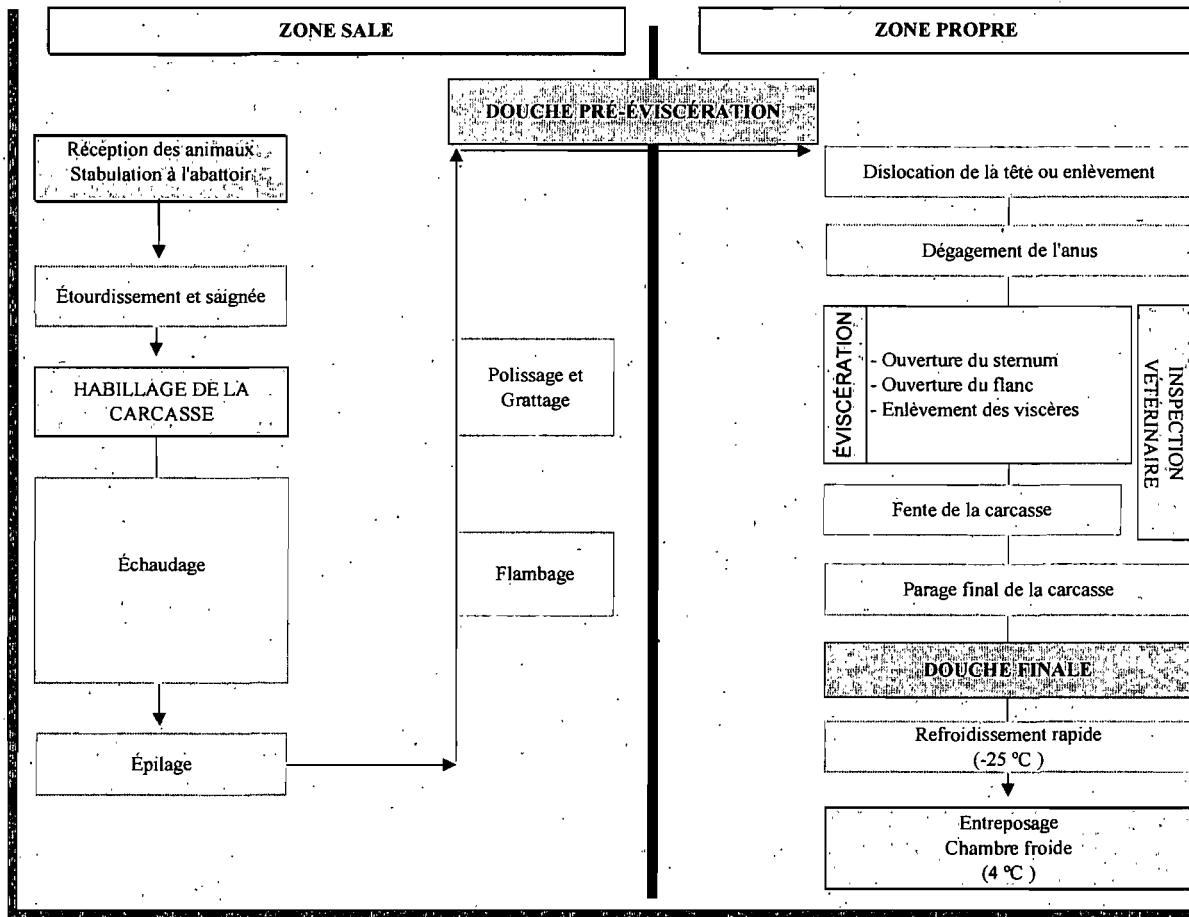 ZONE SALE
ZONE PROPRE
DOUCHE PRÉ-ÉVISCÉRATION
Réception des animaux
Stabulation à l'abattoir
Étourdissement et saignée
HABILLAGE DE LA
CARCASSE
Échaudage
Épilage
Polissage et
Grattage
Flambage
Dislocation de la tête ou enlèvement
Dégagement de l'anus
ÉVISCÉRATION
- Ouverture du sternum
- Ouverture du flanc
- Enlèvement des viscères
INSPECTION
VÉTÉRINAIRE
Fente de la carcasse
Parage final de la carcasse
DOUCHE FINALE
Refroidissement rapide
(-25 ºC )
Entreposage
Chambre froide
(4 ºC )